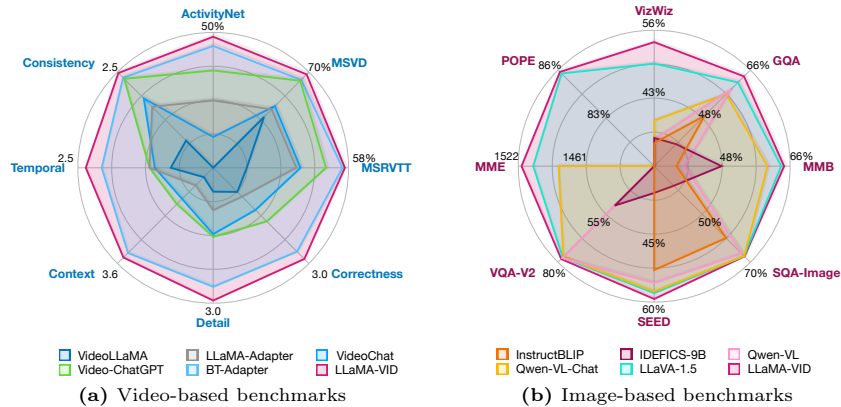 ActivityNet
50%
Consistency
2.5
70%
MSVD
Temporal
2.5
58%
MSRVTT
Context
3.6
3.0
Correctness
3.0
Detail
VideoLLaMA
LLaMA-Adapter
VideoChat
Video-ChatGPT
BT-Adapter
LLaMA-VID
(a) Video-based benchmarks
VizWiz
56%
POPE
86%
66%
GQA
43%
83%
48%
MME
1522
1461
48%
66%
MMB
55%
50%
45%
VQA-V2
80%
70%
SQA-Image
60%
SEED
InstructBLIP
IDEFICS-9B
Qwen-VL
Qwen-VL-Chat
LLaVA-1.5
LLaMA-VID
(b) Image-based benchmarks